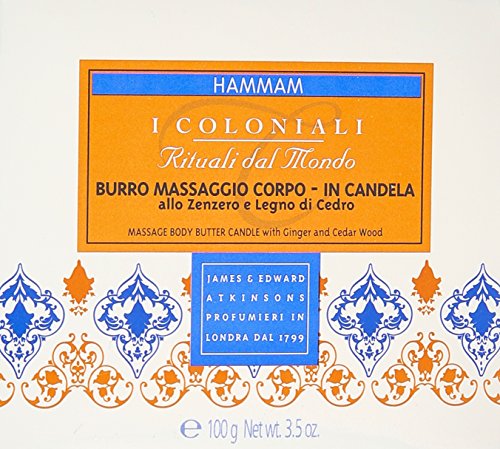 HAMMAM
I COLONIALI
Rituali dal Mondo
BURRO MASSAGGIO CORPO - IN CANDELA
allo Zenzero e Legno di Cedro
MASSAGE BODY BUTTER CANDLE with Ginger and Cedar Wood
JAMES & EDWARD
ATKINSONS
PROFUMIERI IN
LONDRA DAL 1799
℮ 100 g Net wt. 3.5 oz.